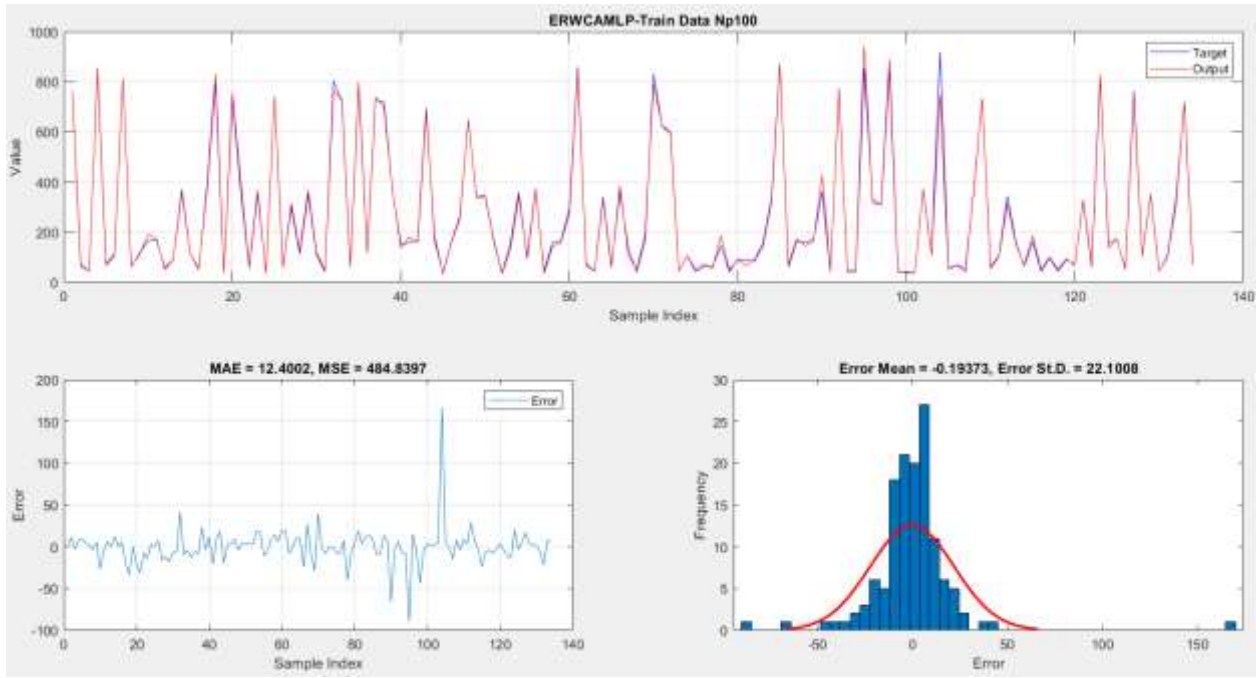 ERWCAMLP-Train Data Np100
Value
1000
800
600
400
200
0
Target
Output
0 20 40 60 80 100 120 140
Sample Index
MAE = 12.4002, MSE = 484.8397
Error
200
150
100
50
0
-50
-100
Error
0 20 40 60 80 100 120 140
Sample Index
Error Mean = -0.19373, Error St.D. = 22.1008
Frequency
30
25
20
15
10
5
0
-50 0 50 100 150
Error